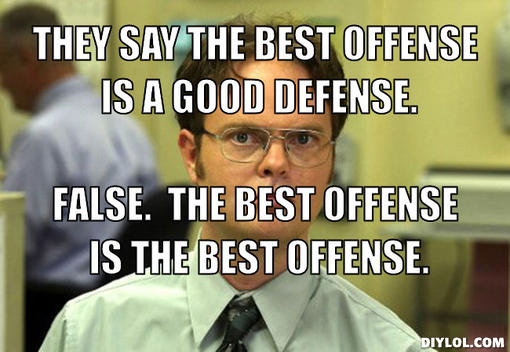 THEY SAY THE BEST OFFENSE
IS A GOOD DEFENSE.
FALSE. THE BEST OFFENSE
IS THE BEST OFFENSE.
DIYLOL.COM